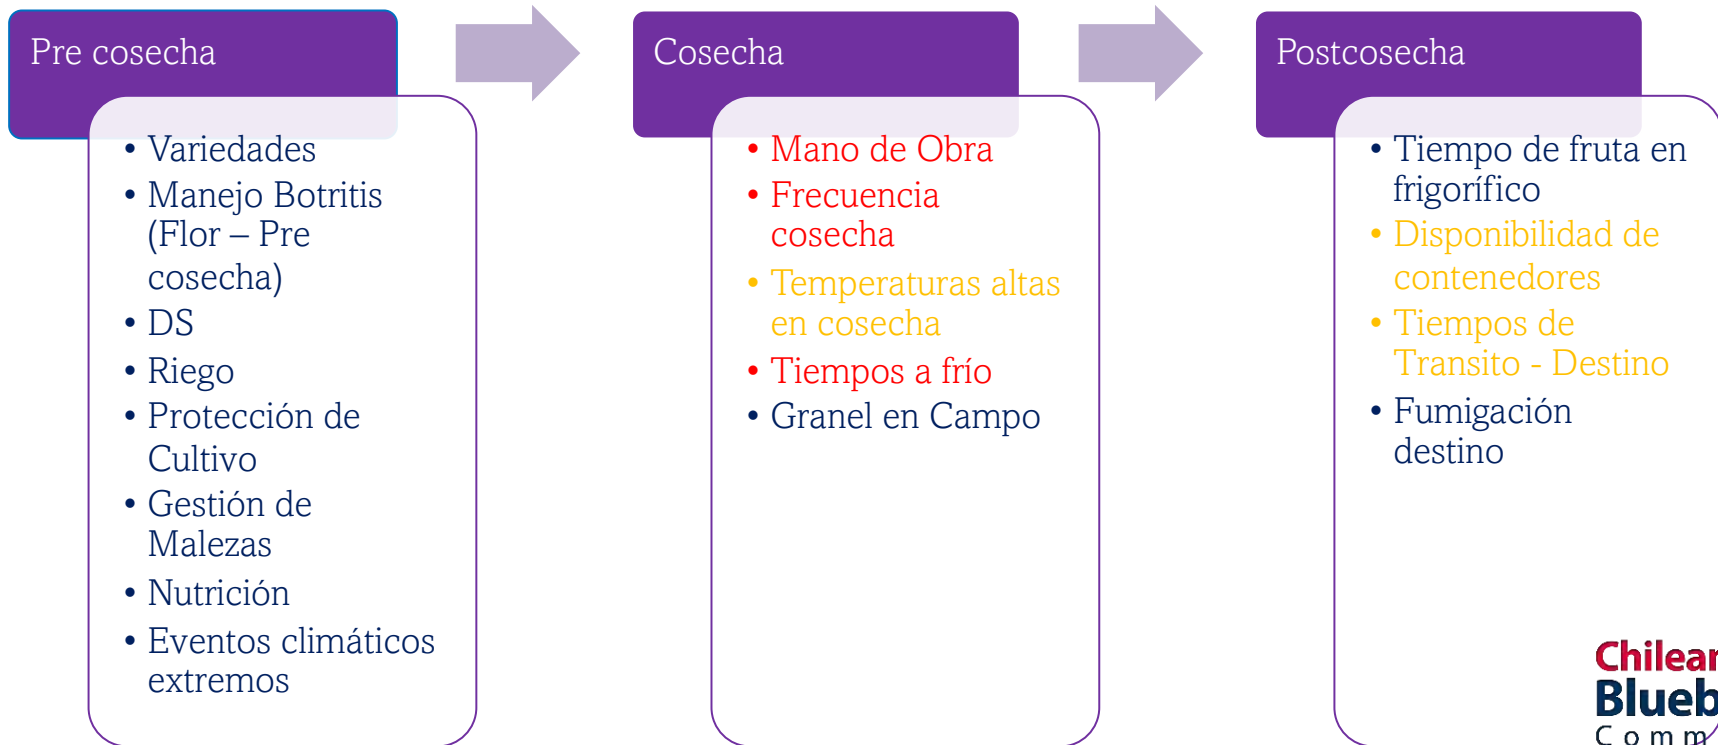 Pre cosecha
• Variedades
• Manejo Botritis
(Flor – Pre
cosecha)
• DS
• Riego
• Protección de
Cultivo
• Gestión de
Malezas
• Nutrición
• Eventos climáticos
extremos
Cosecha
• Mano de Obra
• Frecuencia
cosecha
• Temperaturas altas
en cosecha
• Tiempos a frío
• Granel en Campo
Postcosecha
• Tiempo de fruta en
frigorífico
• Disponibilidad de
contenedores
• Tiempos de
Transito - Destino
• Fumigación
destino